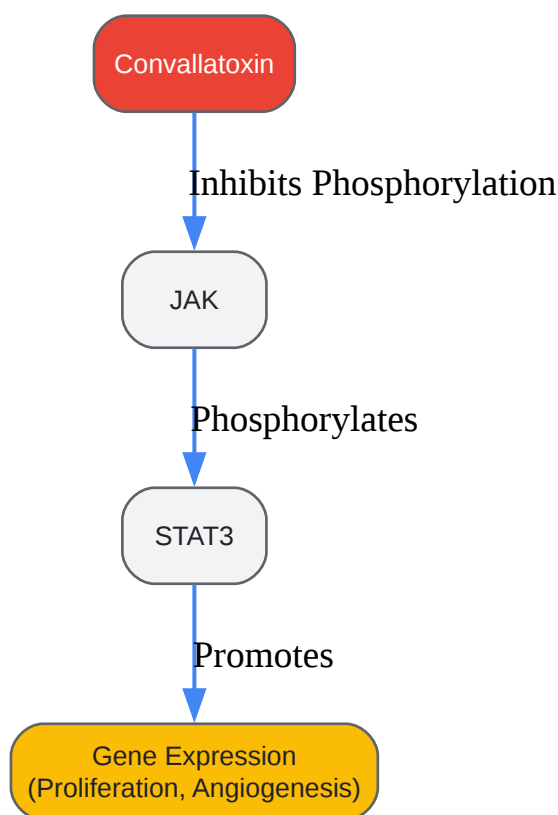 Convallatoxin
Inhibits Phosphorylation
JAK
Phosphorylates
STAT3
Promotes
Gene Expression
(Proliferation, Angiogenesis)